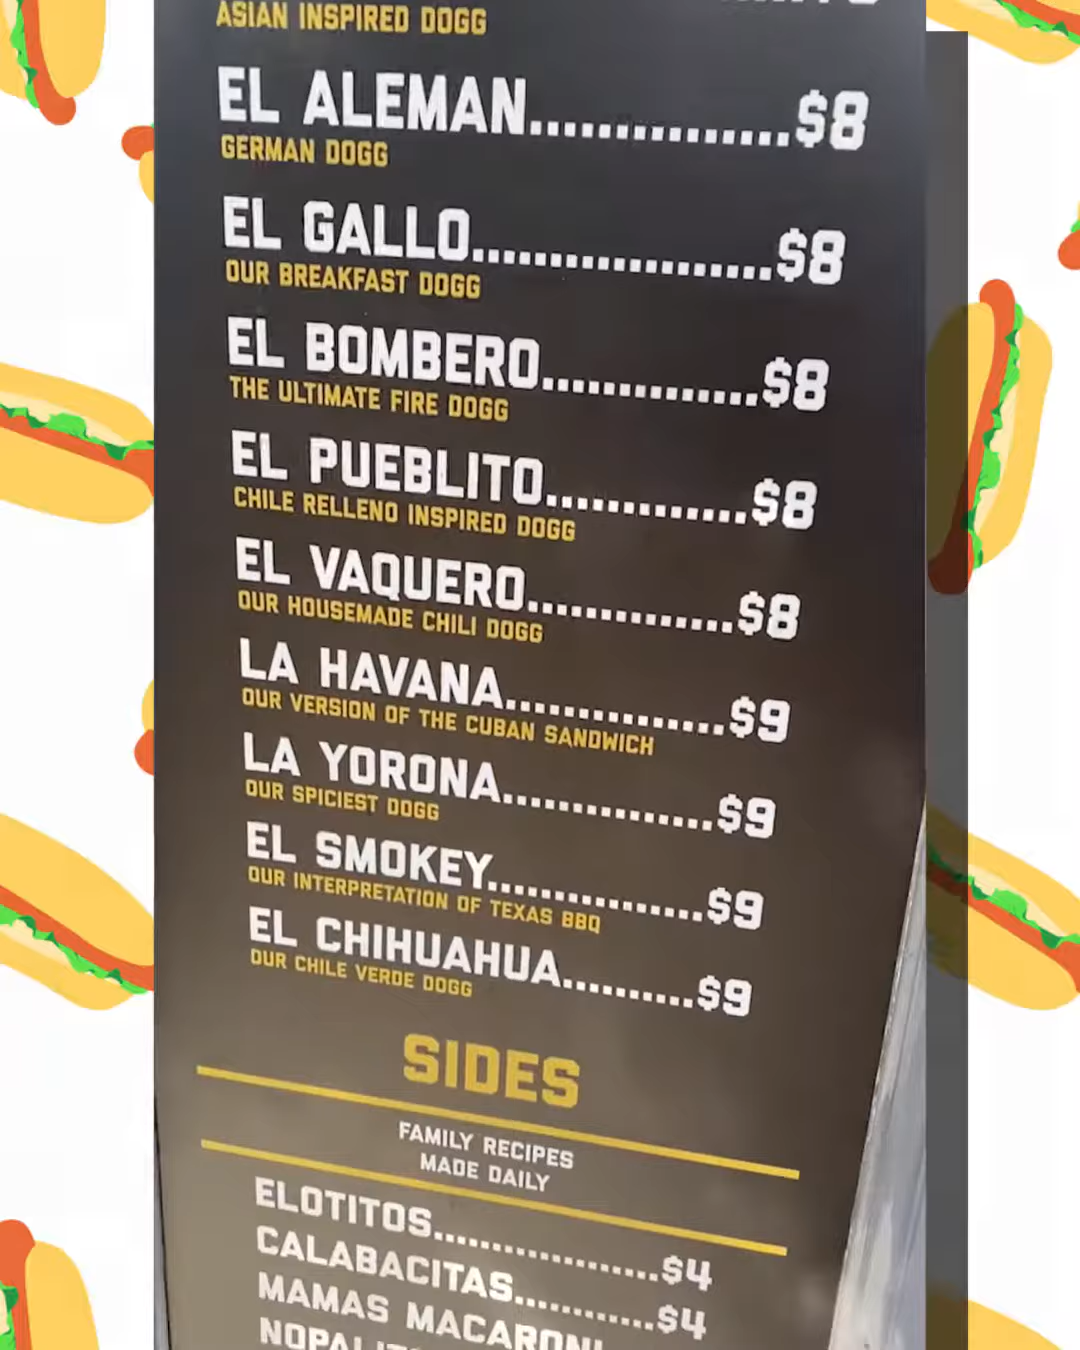 ASIAN INSPIRED DOGG
EL ALEMAN...............$8
GERMAN DOGG
EL GALLO...................$8
OUR BREAKFAST DOGG
EL BOMBERO..............$8
THE ULTIMATE FIRE DOGG
EL PUEBLITO.............$8
CHILE RELLENO INSPIRED DOGG
EL VAQUERO..............$8
OUR HOUSEMADE CHILI DOGG
LA HAVANA...............$9
OUR VERSION OF THE CUBAN SANDWICH
LA YORONA...............$9
OUR SPICIEST DOGG
EL SMOKEY...............$9
OUR INTERPRETATION OF TEXAS BBQ
EL CHIHUAHUA..........$9
OUR CHILE VERDE DOGG
SIDES
FAMILY RECIPES
MADE DAILY
ELOTITOS.................$4
CALABACITAS...........$4
MAMAS MACARONI